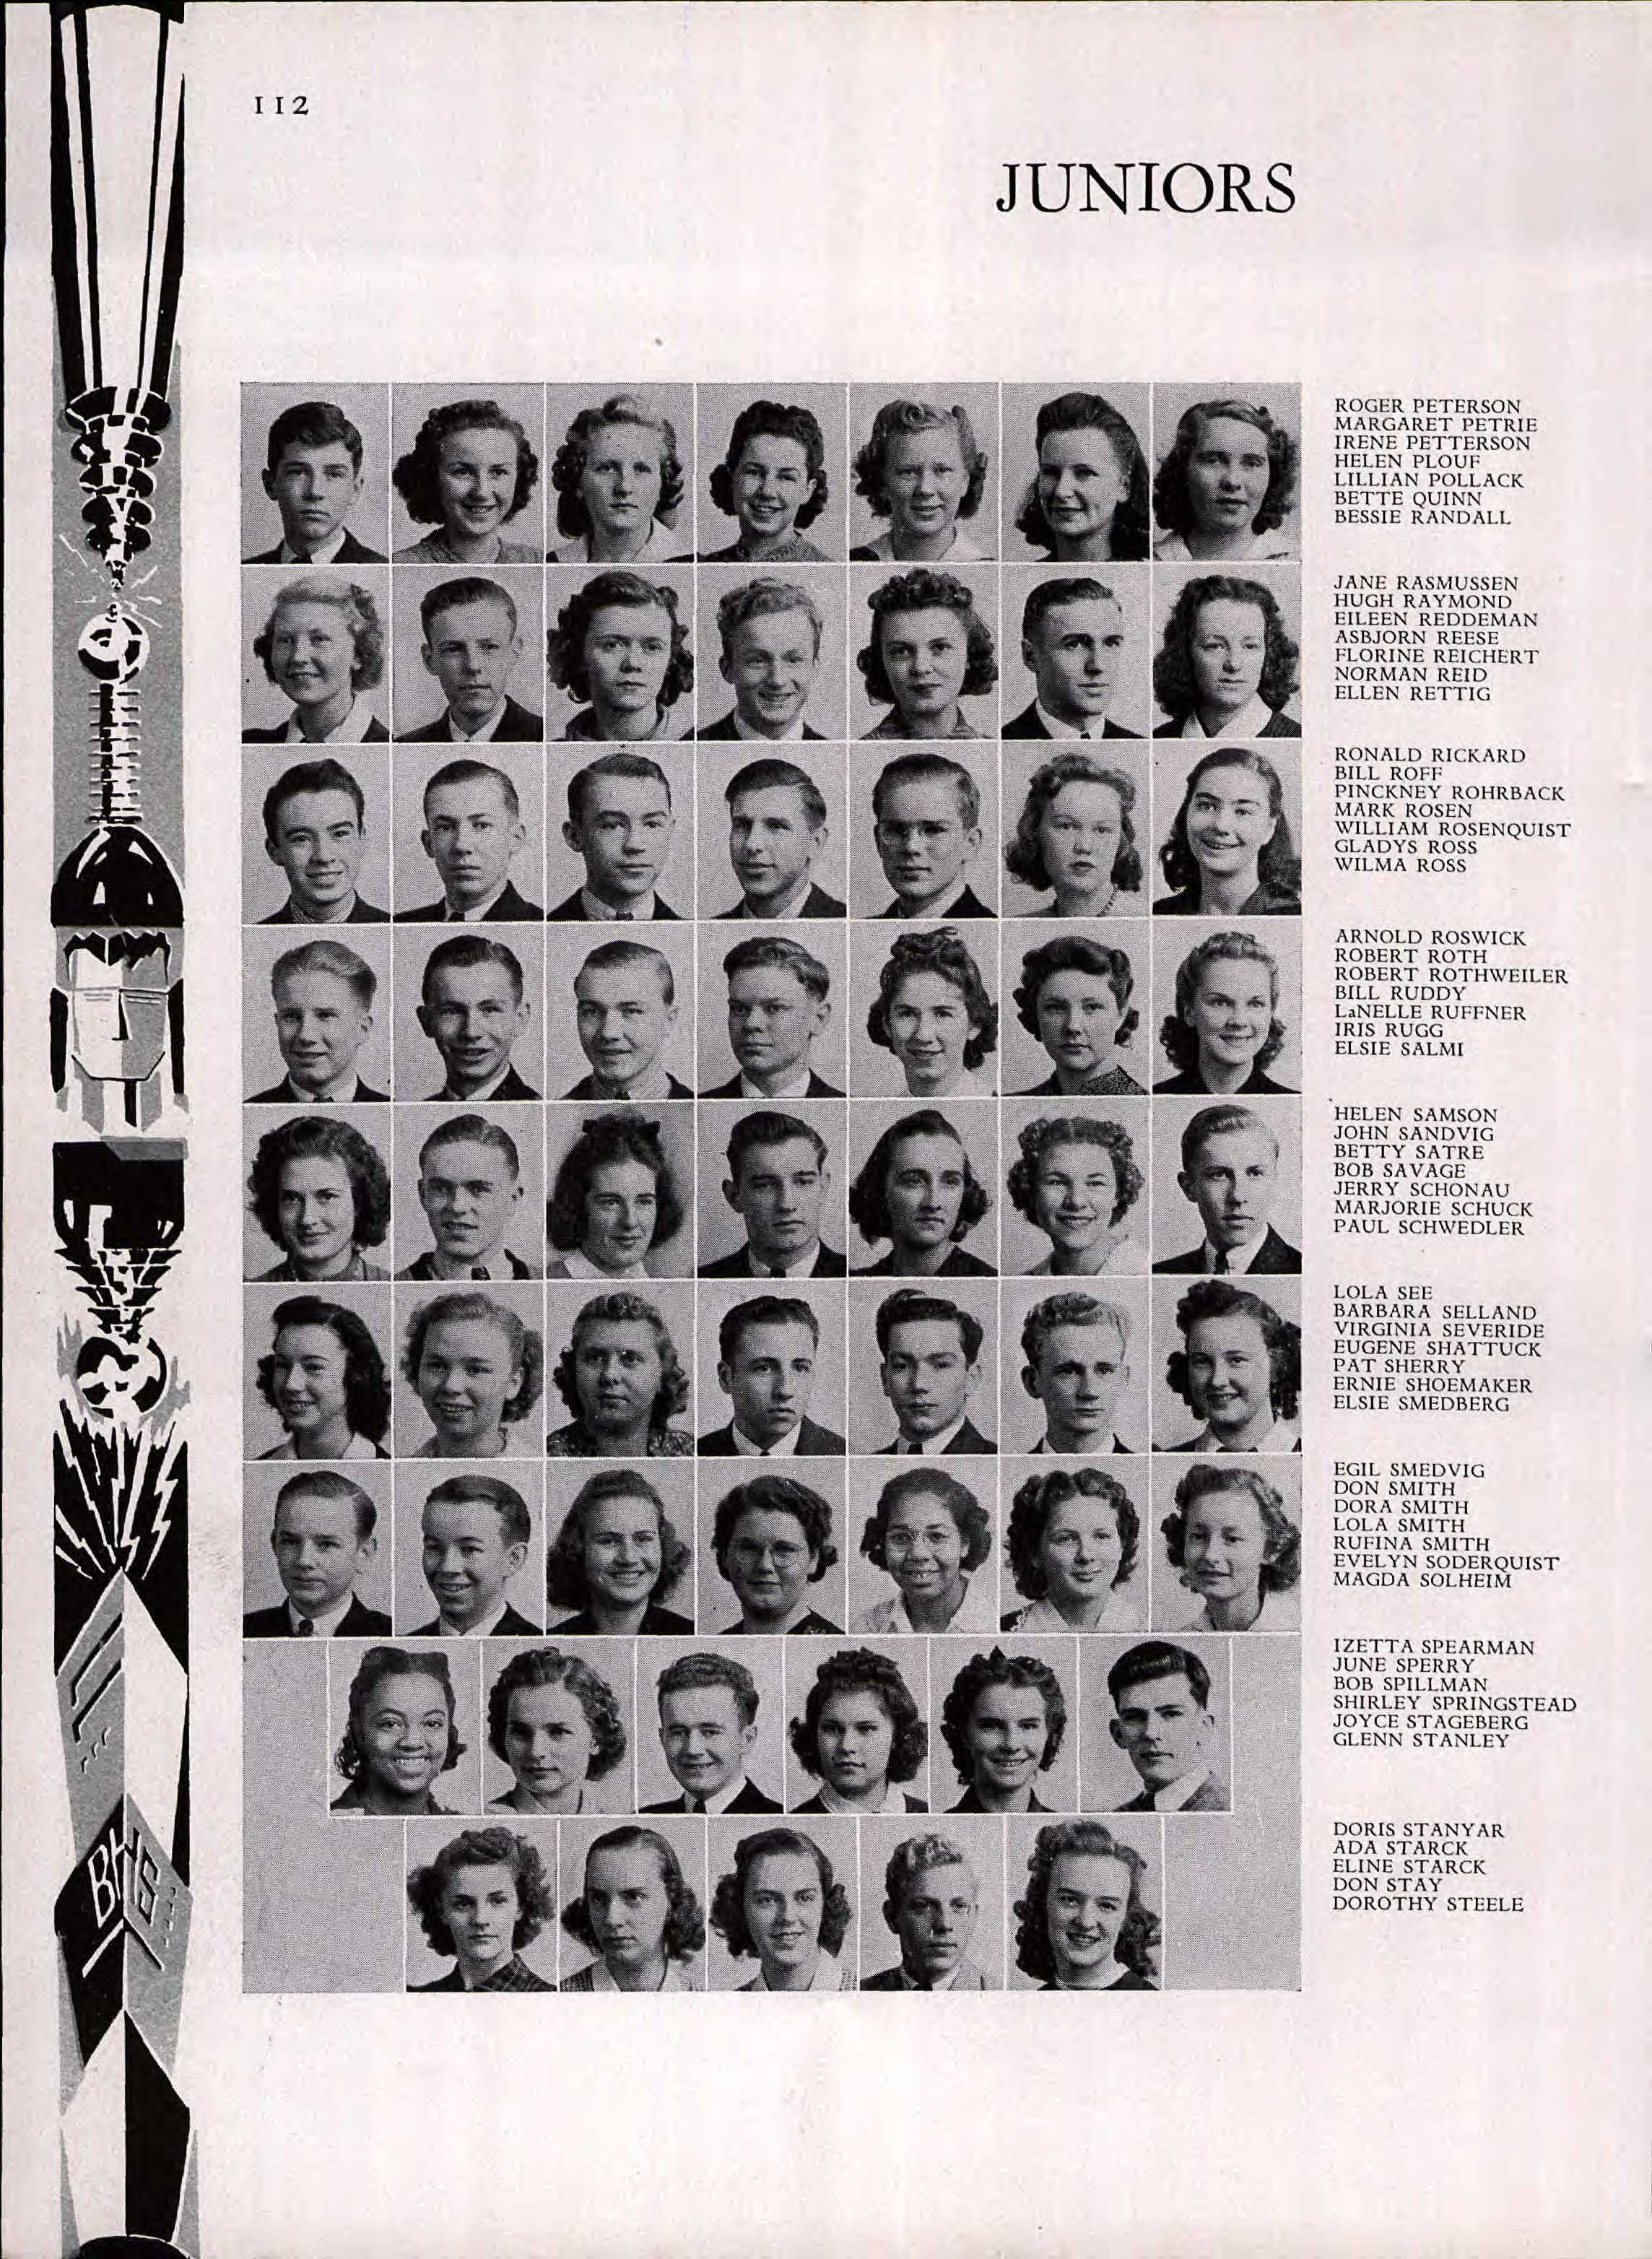 112
JUNIORS
ROGER PETERSON
MARGARET PETRIE
IRENE PETTERSON
HELEN PLOUF
LILLIAN POLLACK
BETTE QUINN
BESSIE RANDALL
JANE RASMUSSEN
HUGH RAYMOND
EILEEN REDDEMAN
ASBJORN REESE
FLORINE REICHERT
NORMAN REID
ELLEN RETTIG
RONALD RICKARD
BILL ROFF
PINCKNEY ROHRBACK
MARK ROSEN
WILLIAM ROSENQUIST
GLADYS ROSS
WILMA ROSS
ARNOLD ROSWICK
ROBERT ROTH
ROBERT ROTHWEILER
BILL RUDDY
LaNELLE RUFFNER
IRIS RUGG
ELSIE SALMI
HELEN SAMSON
JOHN SANDVIG
BETTY SATRE
BOB SAVAGE
JERRY SCHONAU
MARJORIE SCHUCK
PAUL SCHWEDLER
LOLA SEE
BARBARA SELLAND
VIRGINIA SEVERIDE
EUGENE SHATTUCK
PAT SHERRY
ERNIE SHOEMAKER
ELSIE SMEDBERG
EGIL SMEDVIG
DON SMITH
DORA SMITH
LOLA SMITH
RUFINA SMITH
EVELYN SODERQUIST
MAGDA SOLHEIM
IZETTA SPEARMAN
JUNE SPERRY
BOB SPILLMAN
SHIRLEY SPRINGSTEAD
JOYCE STAGEBERG
GLENN STANLEY
DORIS STANYAR
ADA STARCK
ELINE STARCK
DON STAY
DOROTHY STEELE
BHS